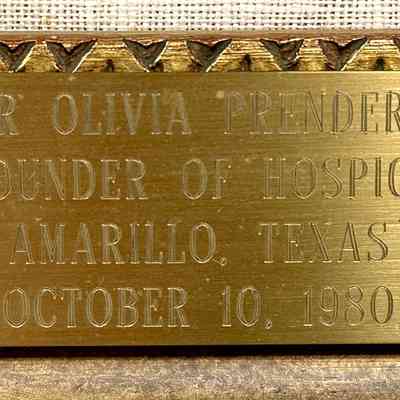 R OLIVIA PRENDER
OUNDER OF HOSPIC
AMARILLO, TEXAS
OCTOBER 10, 1980